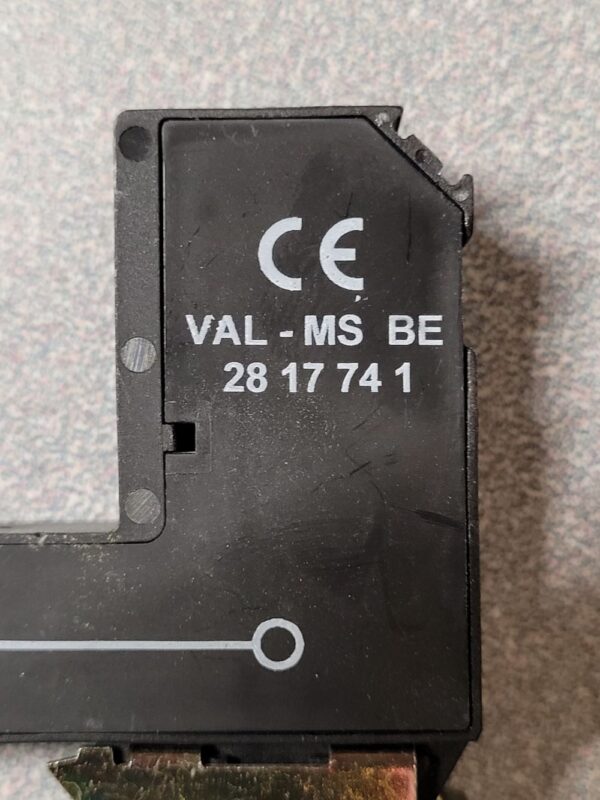 CE
VAL - MS BE
28 17 74 1